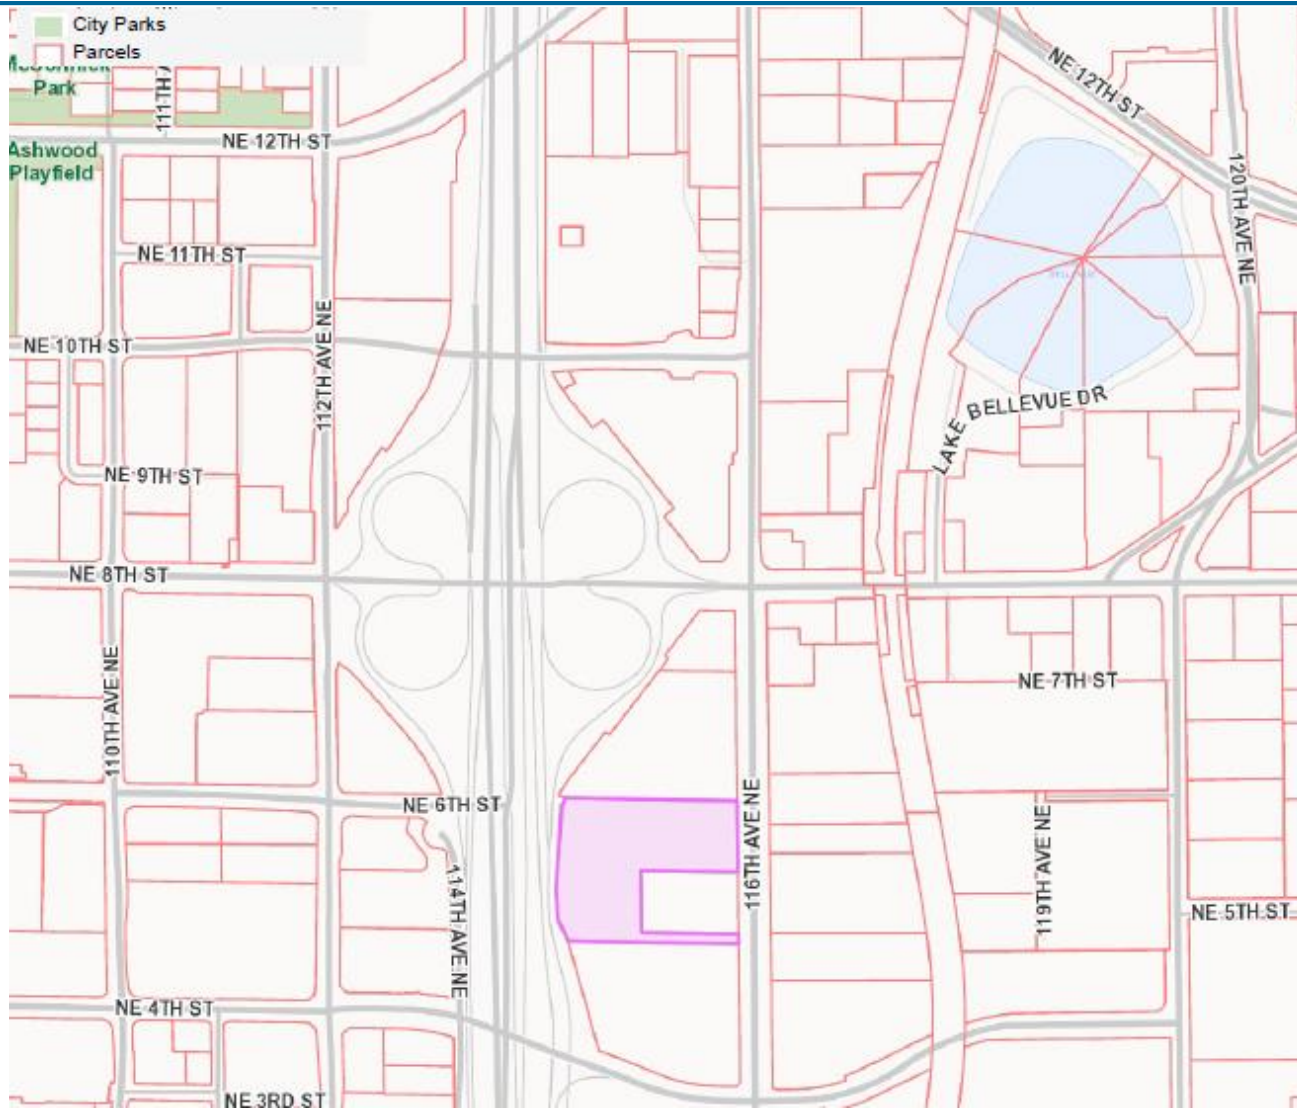 City Parks
Parcels
Park
111TH
NE 12TH ST
NE 12TH ST
Ashwood
Playfield
120TH AVE NE
NE 11TH ST
NE 10TH ST
112TH AVE NE
LAKE BELLEVUE DR
NE 9TH ST
NE 8TH ST
110TH AVE NE
NE 7TH ST
NE 6TH ST
116TH AVE NE
119TH AVE NE
114TH AVE NE
NE 5TH ST
NE 4TH ST
NE 3RD ST